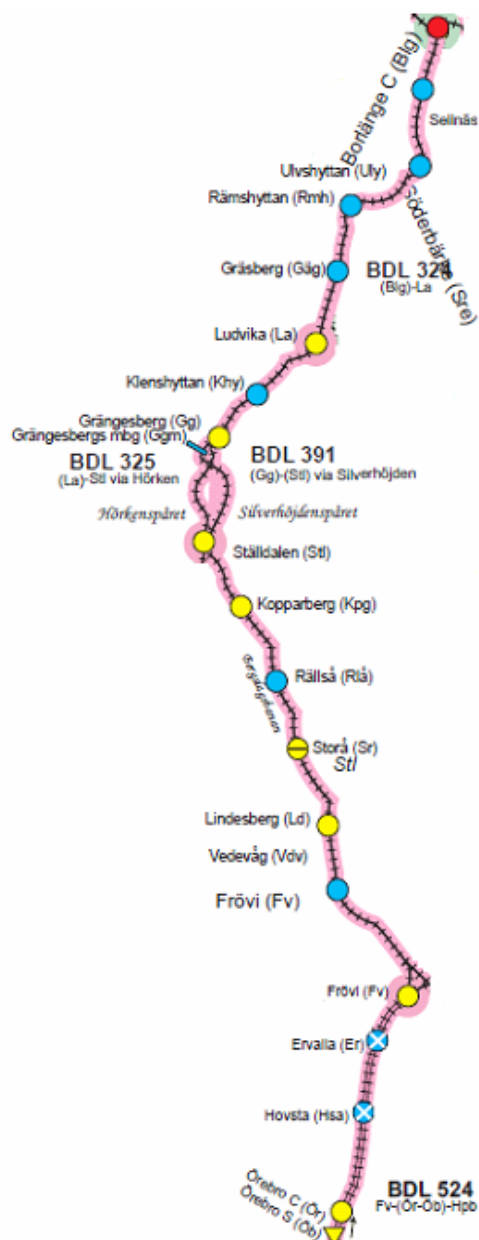 Borlänge C (Blg)
Sellnäs
Ulvshyttan (Uly)
Rämshyttan (Rmh)
Söderbärke (Sre)
Gräsberg (Gäg)
BDL 324
(Blg)-La
Ludvika (La)
Klenshyttan (Khy)
Grängesberg (Gg)
Grängesbergs mbg (Ggm)
BDL 325
(La)-Stl via Hörken
BDL 391
(Gg)-(Stl) via Silverhöjden
Hörkenspåret
Silverhöjdenspåret
Ställdalen (Stl)
Kopparberg (Kpg)
Bergslagsbanan
Rällså (Rlå)
Storå (Sr)
Stl
Lindesberg (Ld)
Vedevåg (Vdv)
Frövi (Fv)
Frövi (Fv)
Ervalla (Er)
Hovsta (Hsa)
Örebro C (Ör)
Örebro S (Öb)
BDL 524
Fv-(Ör-Öb)-Hpb